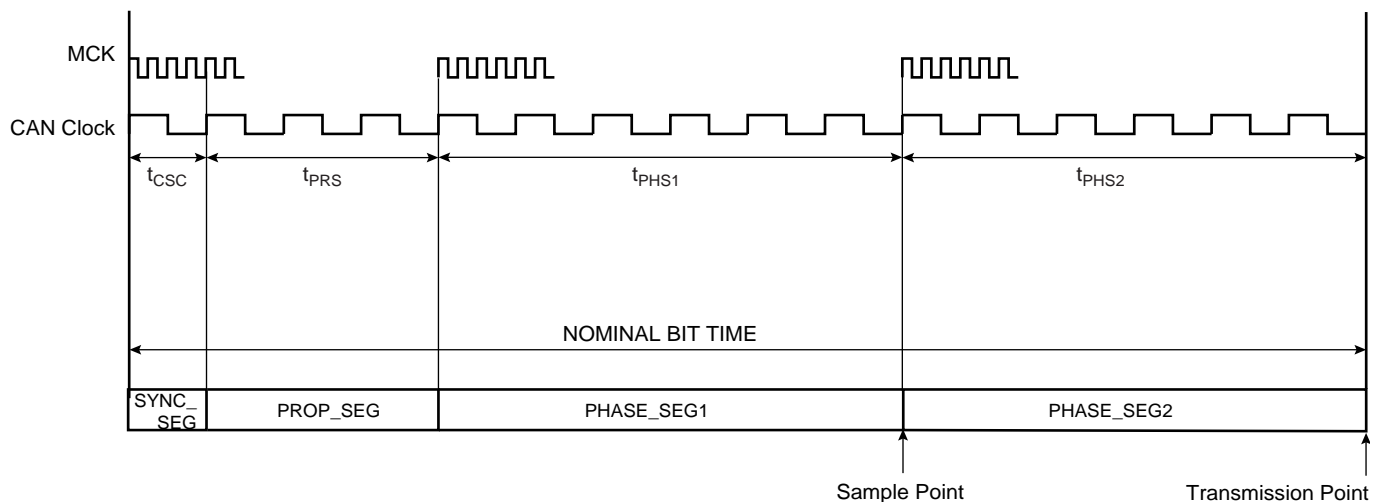 MCK
CAN Clock
tCSC
tPRS
tPHS1
tPHS2
NOMINAL BIT TIME
SYNC_
SEG
PROP_SEG
PHASE_SEG1
PHASE_SEG2
Sample Point
Transmission Point